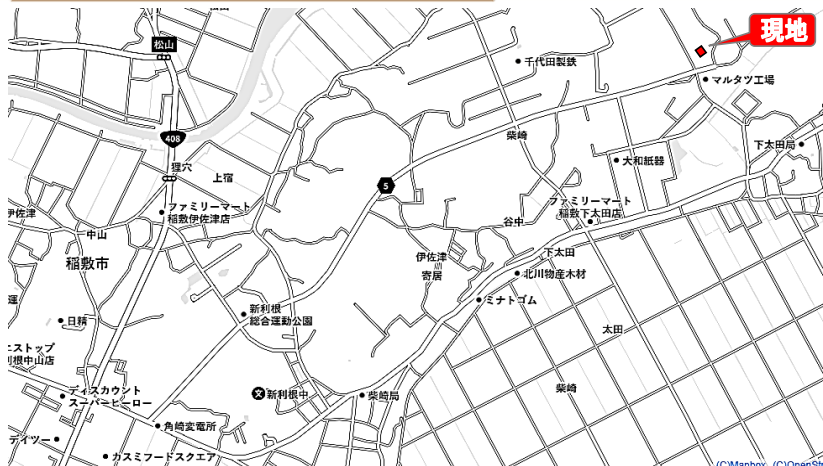 現地
松山
千代田製鉄
マルタツ工場
408
柴崎
下太田局
大和紙器
狸穴
上宿
5
ファミリーマート
稲敷伊佐津店
ファミリーマート
稲敷下太田店
伊佐津
中山
谷中
稲敷市
下太田
伊佐津
寄居
北川物産木材
運
ミナトゴム
新利根
総合運動公園
日精
太田
ニストップ
利根中山店
ディスカウント
スーパーヒーロー
新利根中
柴崎局
柴崎
角崎変電所
デイツー
カスミフードスクエア
(C)Mapbox, (C)OpenSt